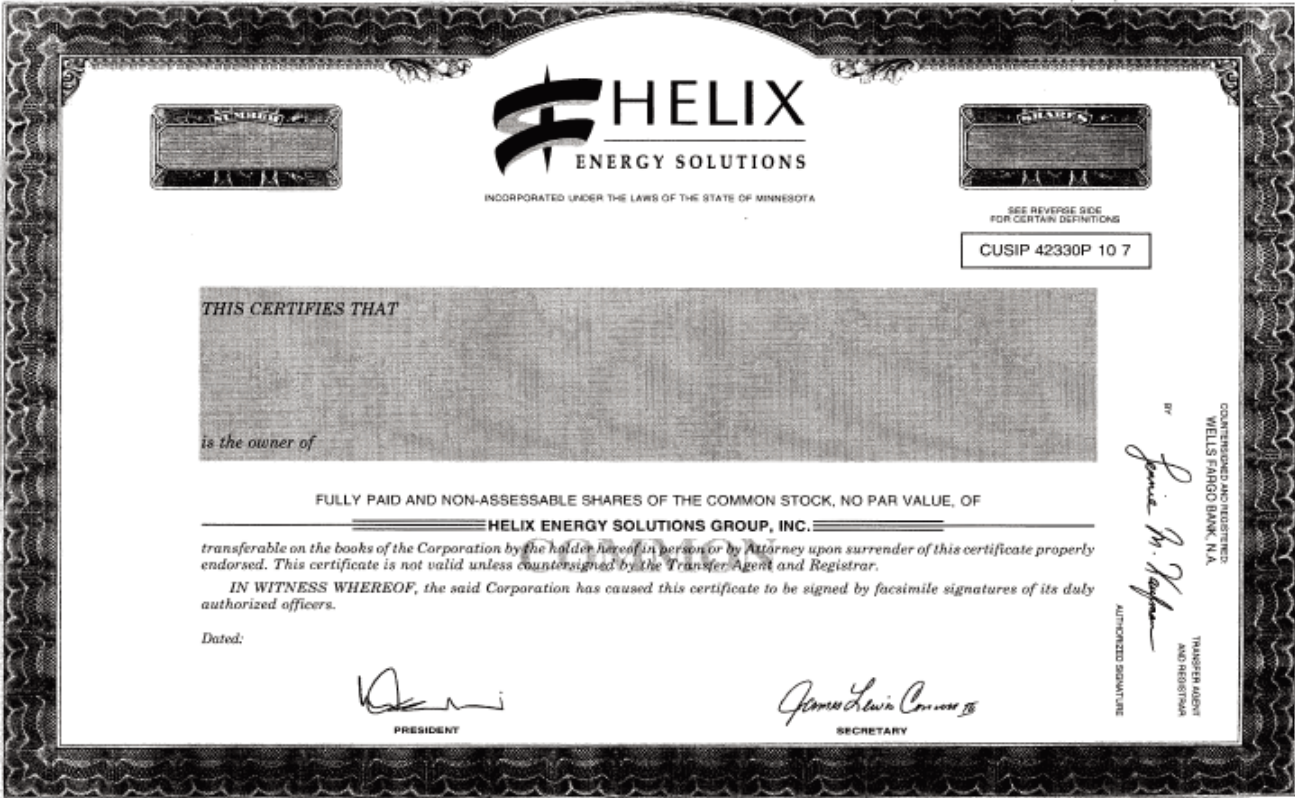 NUMBER
SHARES
HELIX
ENERGY SOLUTIONS
INCORPORATED UNDER THE LAWS OF THE STATE OF MINNESOTA
SEE REVERSE SIDE
FOR CERTAIN DEFINITIONS
CUSIP 42330P 10 7
THIS CERTIFIES THAT
is the owner of
FULLY PAID AND NON-ASSESSABLE SHARES OF THE COMMON STOCK, NO PAR VALUE, OF
HELIX ENERGY SOLUTIONS GROUP, INC.
COMMON
transferable on the books of the Corporation by the holder hereof in person or by Attorney upon surrender of this certificate properly
endorsed. This certificate is not valid unless countersigned by the Transfer Agent and Registrar.
IN WITNESS WHEREOF, the said Corporation has caused this certificate to be signed by facsimile signatures of its duly
authorized officers.
Dated:
PRESIDENT
James Lewis Connor III
SECRETARY
COUNTERSIGNED AND REGISTERED:
WELLS FARGO BANK, N.A.
TRANSFER AGENT
AND REGISTRAR
BY
Jennie M. Kaufman
AUTHORIZED SIGNATURE